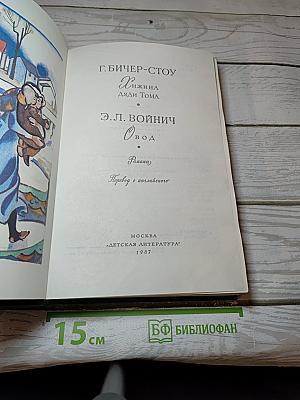 Г. БИЧЕР-СТОУ
Хижина
дяди Тома
Э. Л. ВОЙНИЧ
Овод
Романы
Перевод с английского
МОСКВА
«ДЕТСКАЯ ЛИТЕРАТУРА»
1987
15 см
БФ БИБЛИОФАН